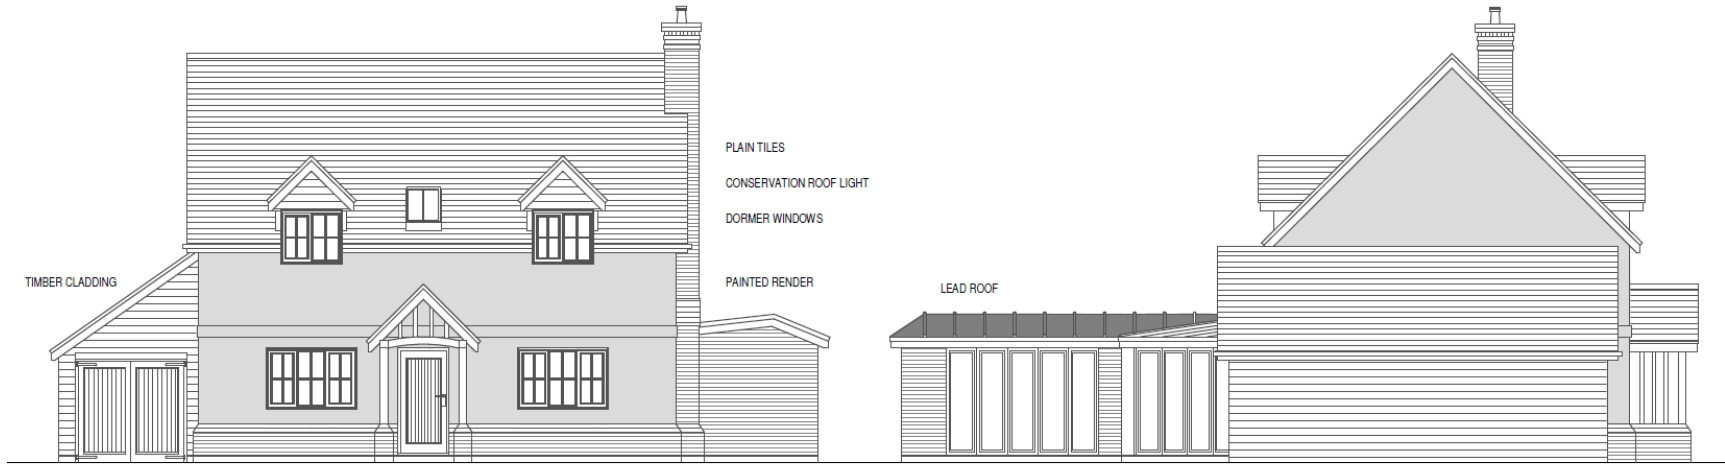 PLAIN TILES
CONSERVATION ROOF LIGHT
DORMER WINDOWS
TIMBER CLADDING
PAINTED RENDER
LEAD ROOF